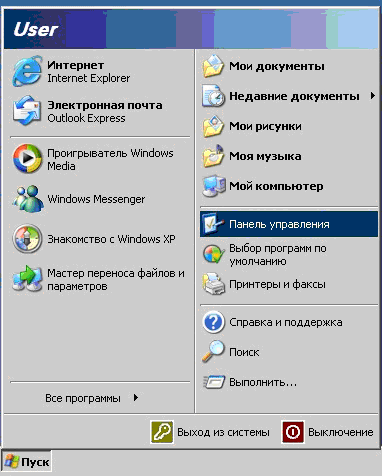 User
Интернет
Internet Explorer
Электронная почта
Outlook Express
Проигрыватель Windows
Media
Windows Messenger
Знакомство с Windows XP
Мастер переноса файлов и
параметров
Все программы
Мои документы
Недавние документы
Мои рисунки
Моя музыка
Мой компьютер
Панель управления
Выбор программ по
умолчанию
Принтеры и факсы
Справка и поддержка
Поиск
Выполнить...
Выход из системы
Выключение
Пуск